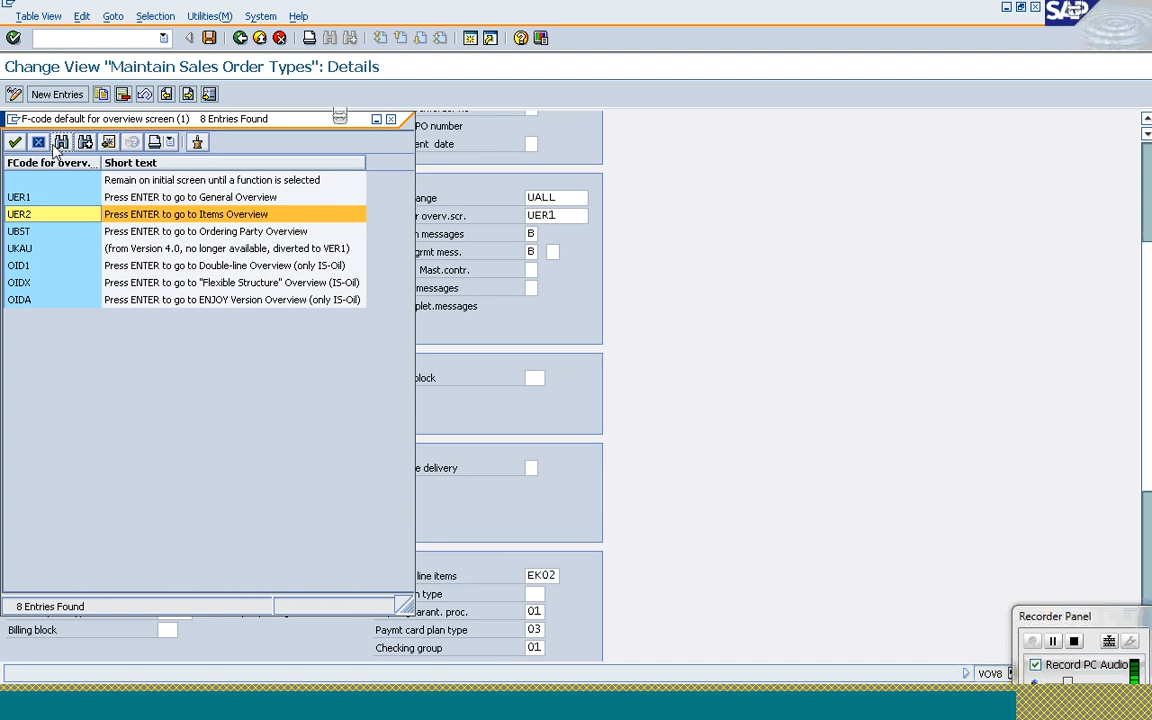 Table View Edit Goto Selection Utilities(M) System Help
SAP
Change View "Maintain Sales Order Types": Details
New Entries
F-code default for overview screen (1) 8 Entries Found
FCode for overv... Short text
Remain on initial screen until a function is selected
UER1 Press ENTER to go to General Overview
UER2 Press ENTER to go to Items Overview
UBST Press ENTER to go to Ordering Party Overview
UKAU (from Version 4.0, no longer available, diverted to VER1)
OID1 Press ENTER to go to Double-line Overview (only IS-Oil)
OIDX Press ENTER to go to "Flexible Structure" Overview (IS-Oil)
OIDA Press ENTER to go to ENJOY Version Overview (only IS-Oil)
8 Entries Found
PO number
ent date
ange UALL
r overv.scr. UER1
n messages B
grmt mess. B
Mast.contr.
messages
plet.messages
lock
e delivery
line items EK02
n type
arant. proc. 01
Billing block
Paymt card plan type 03
Checking group 01
VOV8
Recorder Panel
Record PC Audio